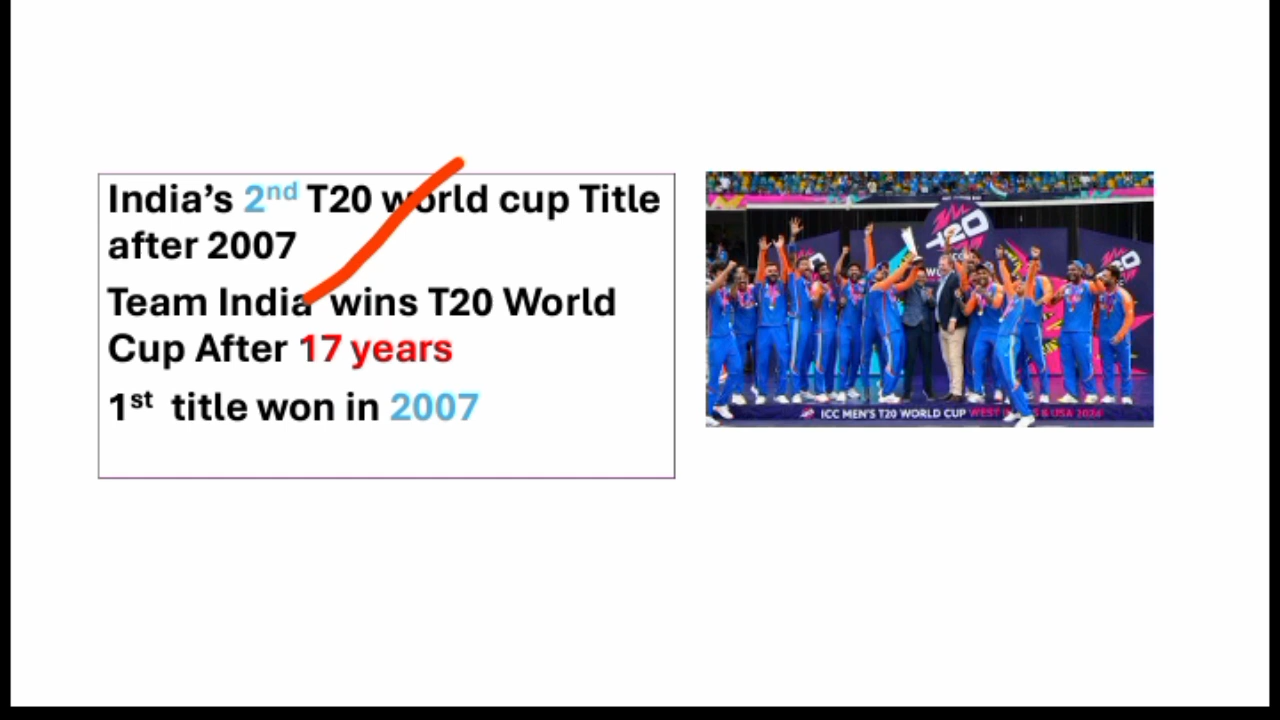 India's 2nd T20 world cup Title
after 2007
Team India wins T20 World
Cup After 17 years
1st title won in 2007
T20
ICC MEN'S T20 WORLD CUP WEST & USA 2024